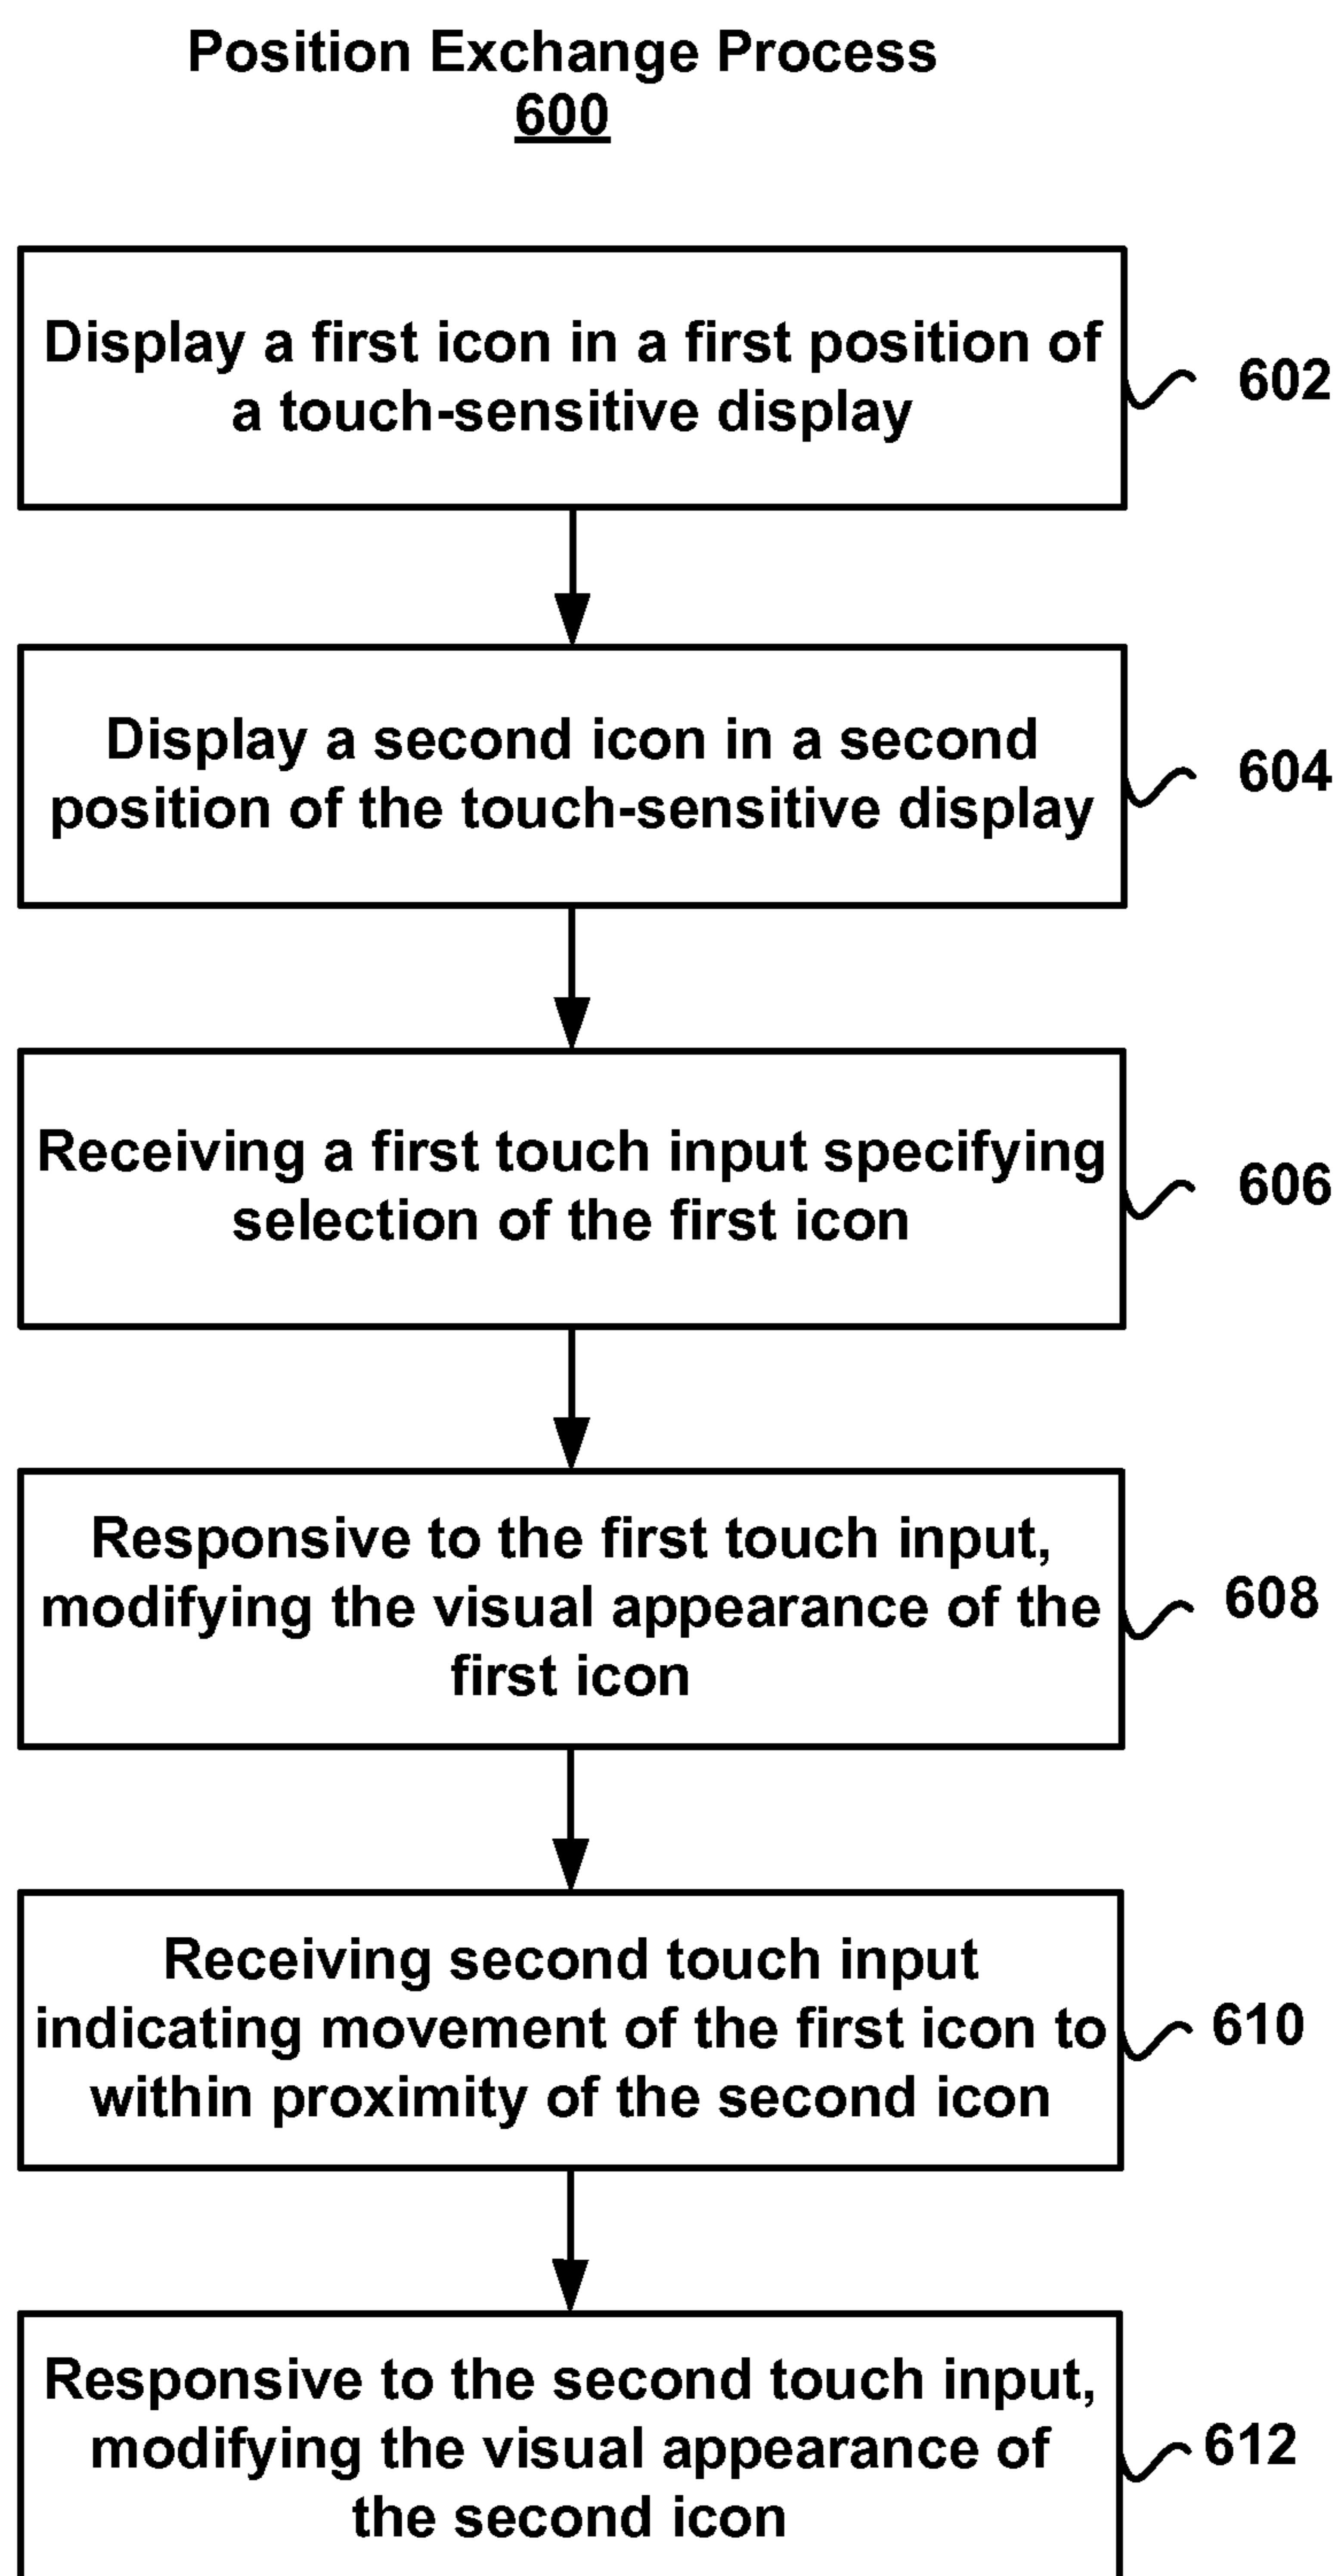 Position Exchange Process
600
Display a first icon in a first position of
a touch-sensitive display
602
Display a second icon in a second
position of the touch-sensitive display
604
Receiving a first touch input specifying
selection of the first icon
606
Responsive to the first touch input,
modifying the visual appearance of the
first icon
608
Receiving second touch input
indicating movement of the first icon to
within proximity of the second icon
610
Responsive to the second touch input,
modifying the visual appearance of
the second icon
612